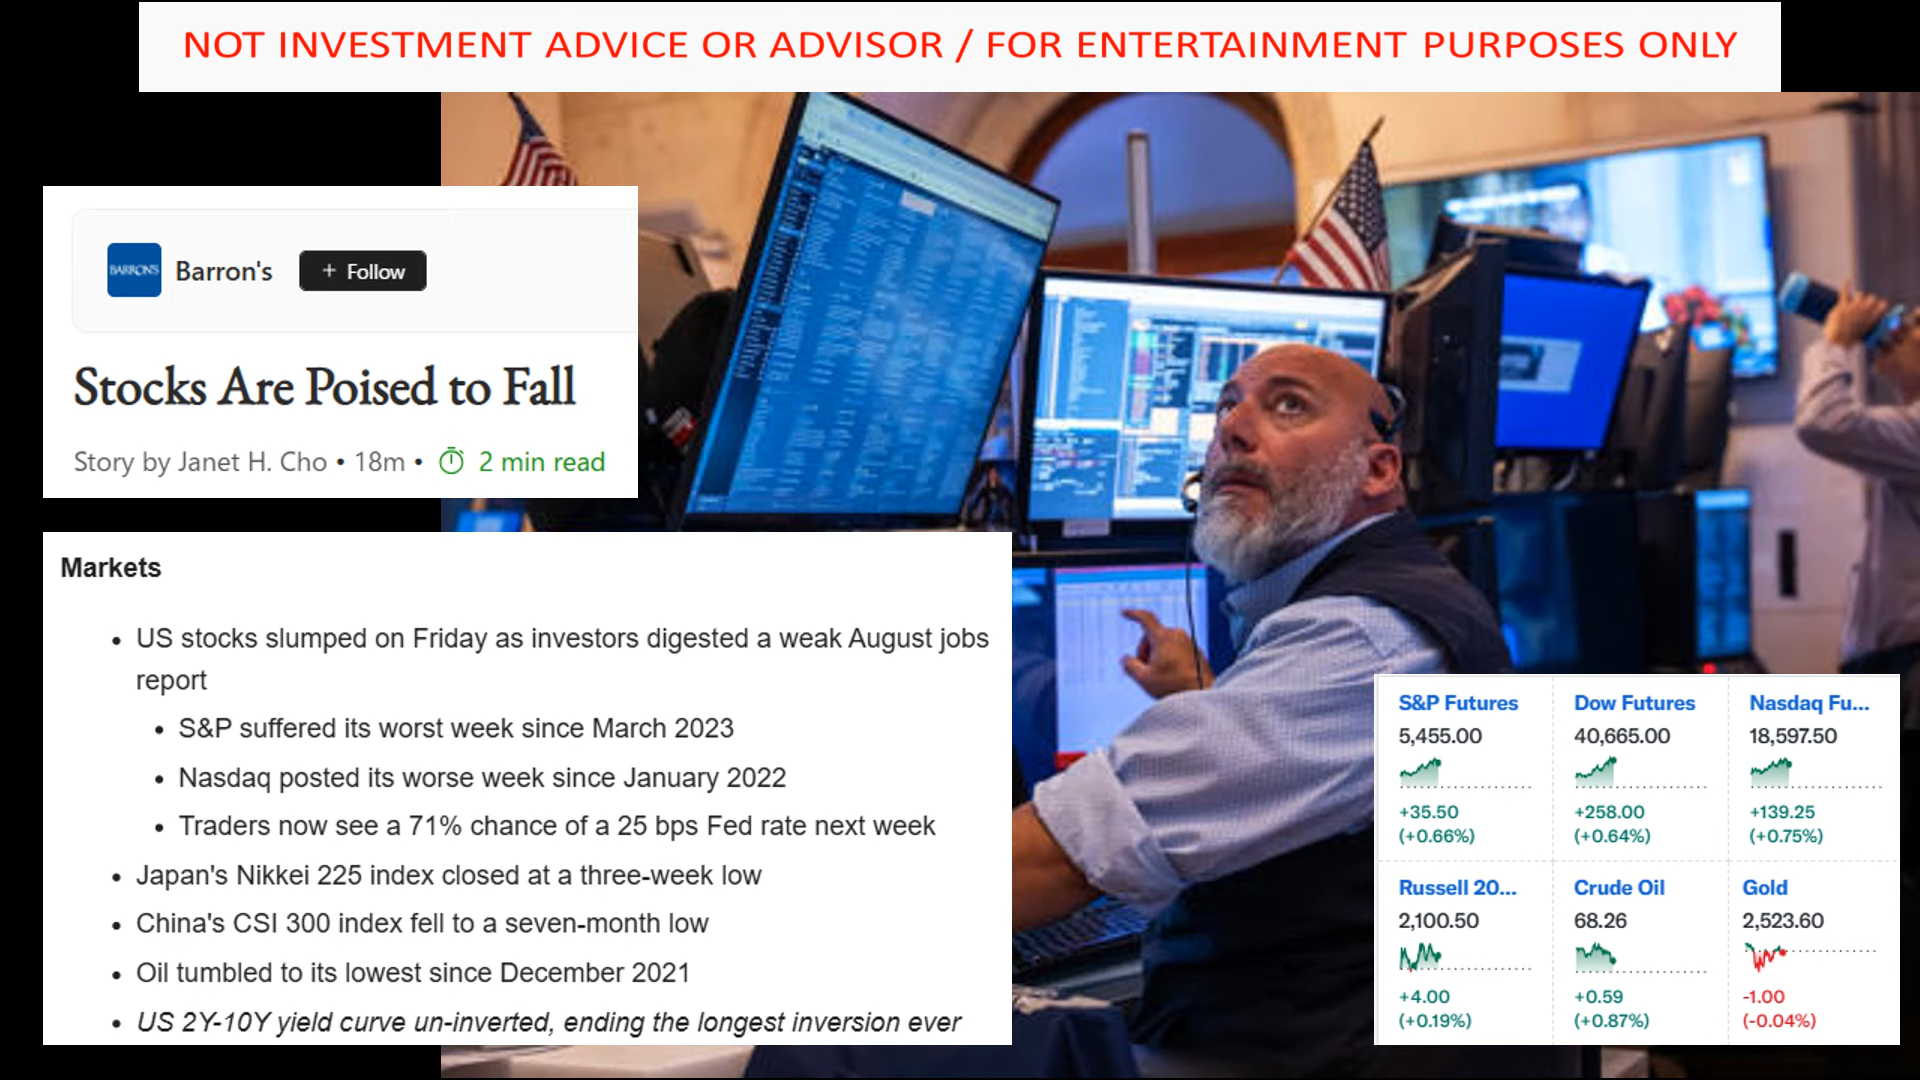 NOT INVESTMENT ADVICE OR ADVISOR / FOR ENTERTAINMENT PURPOSES ONLY
BARRON'S
Barron's
+ Follow
Stocks Are Poised to Fall
Story by Janet H. Cho • 18m • 2 min read
Markets
• US stocks slumped on Friday as investors digested a weak August jobs
report
• S&P suffered its worst week since March 2023
• Nasdaq posted its worse week since January 2022
• Traders now see a 71% chance of a 25 bps Fed rate next week
• Japan's Nikkei 225 index closed at a three-week low
• China's CSI 300 index fell to a seven-month low
• Oil tumbled to its lowest since December 2021
• US 2Y-10Y yield curve un-inverted, ending the longest inversion ever
S&P Futures
5,455.00
+35.50
(+0.66%)
Dow Futures
40,665.00
+258.00
(+0.64%)
Nasdaq Fu...
18,597.50
+139.25
(+0.75%)
Russell 20...
2,100.50
+4.00
(+0.19%)
Crude Oil
68.26
+0.59
(+0.87%)
Gold
2,523.60
-1.00
(-0.04%)